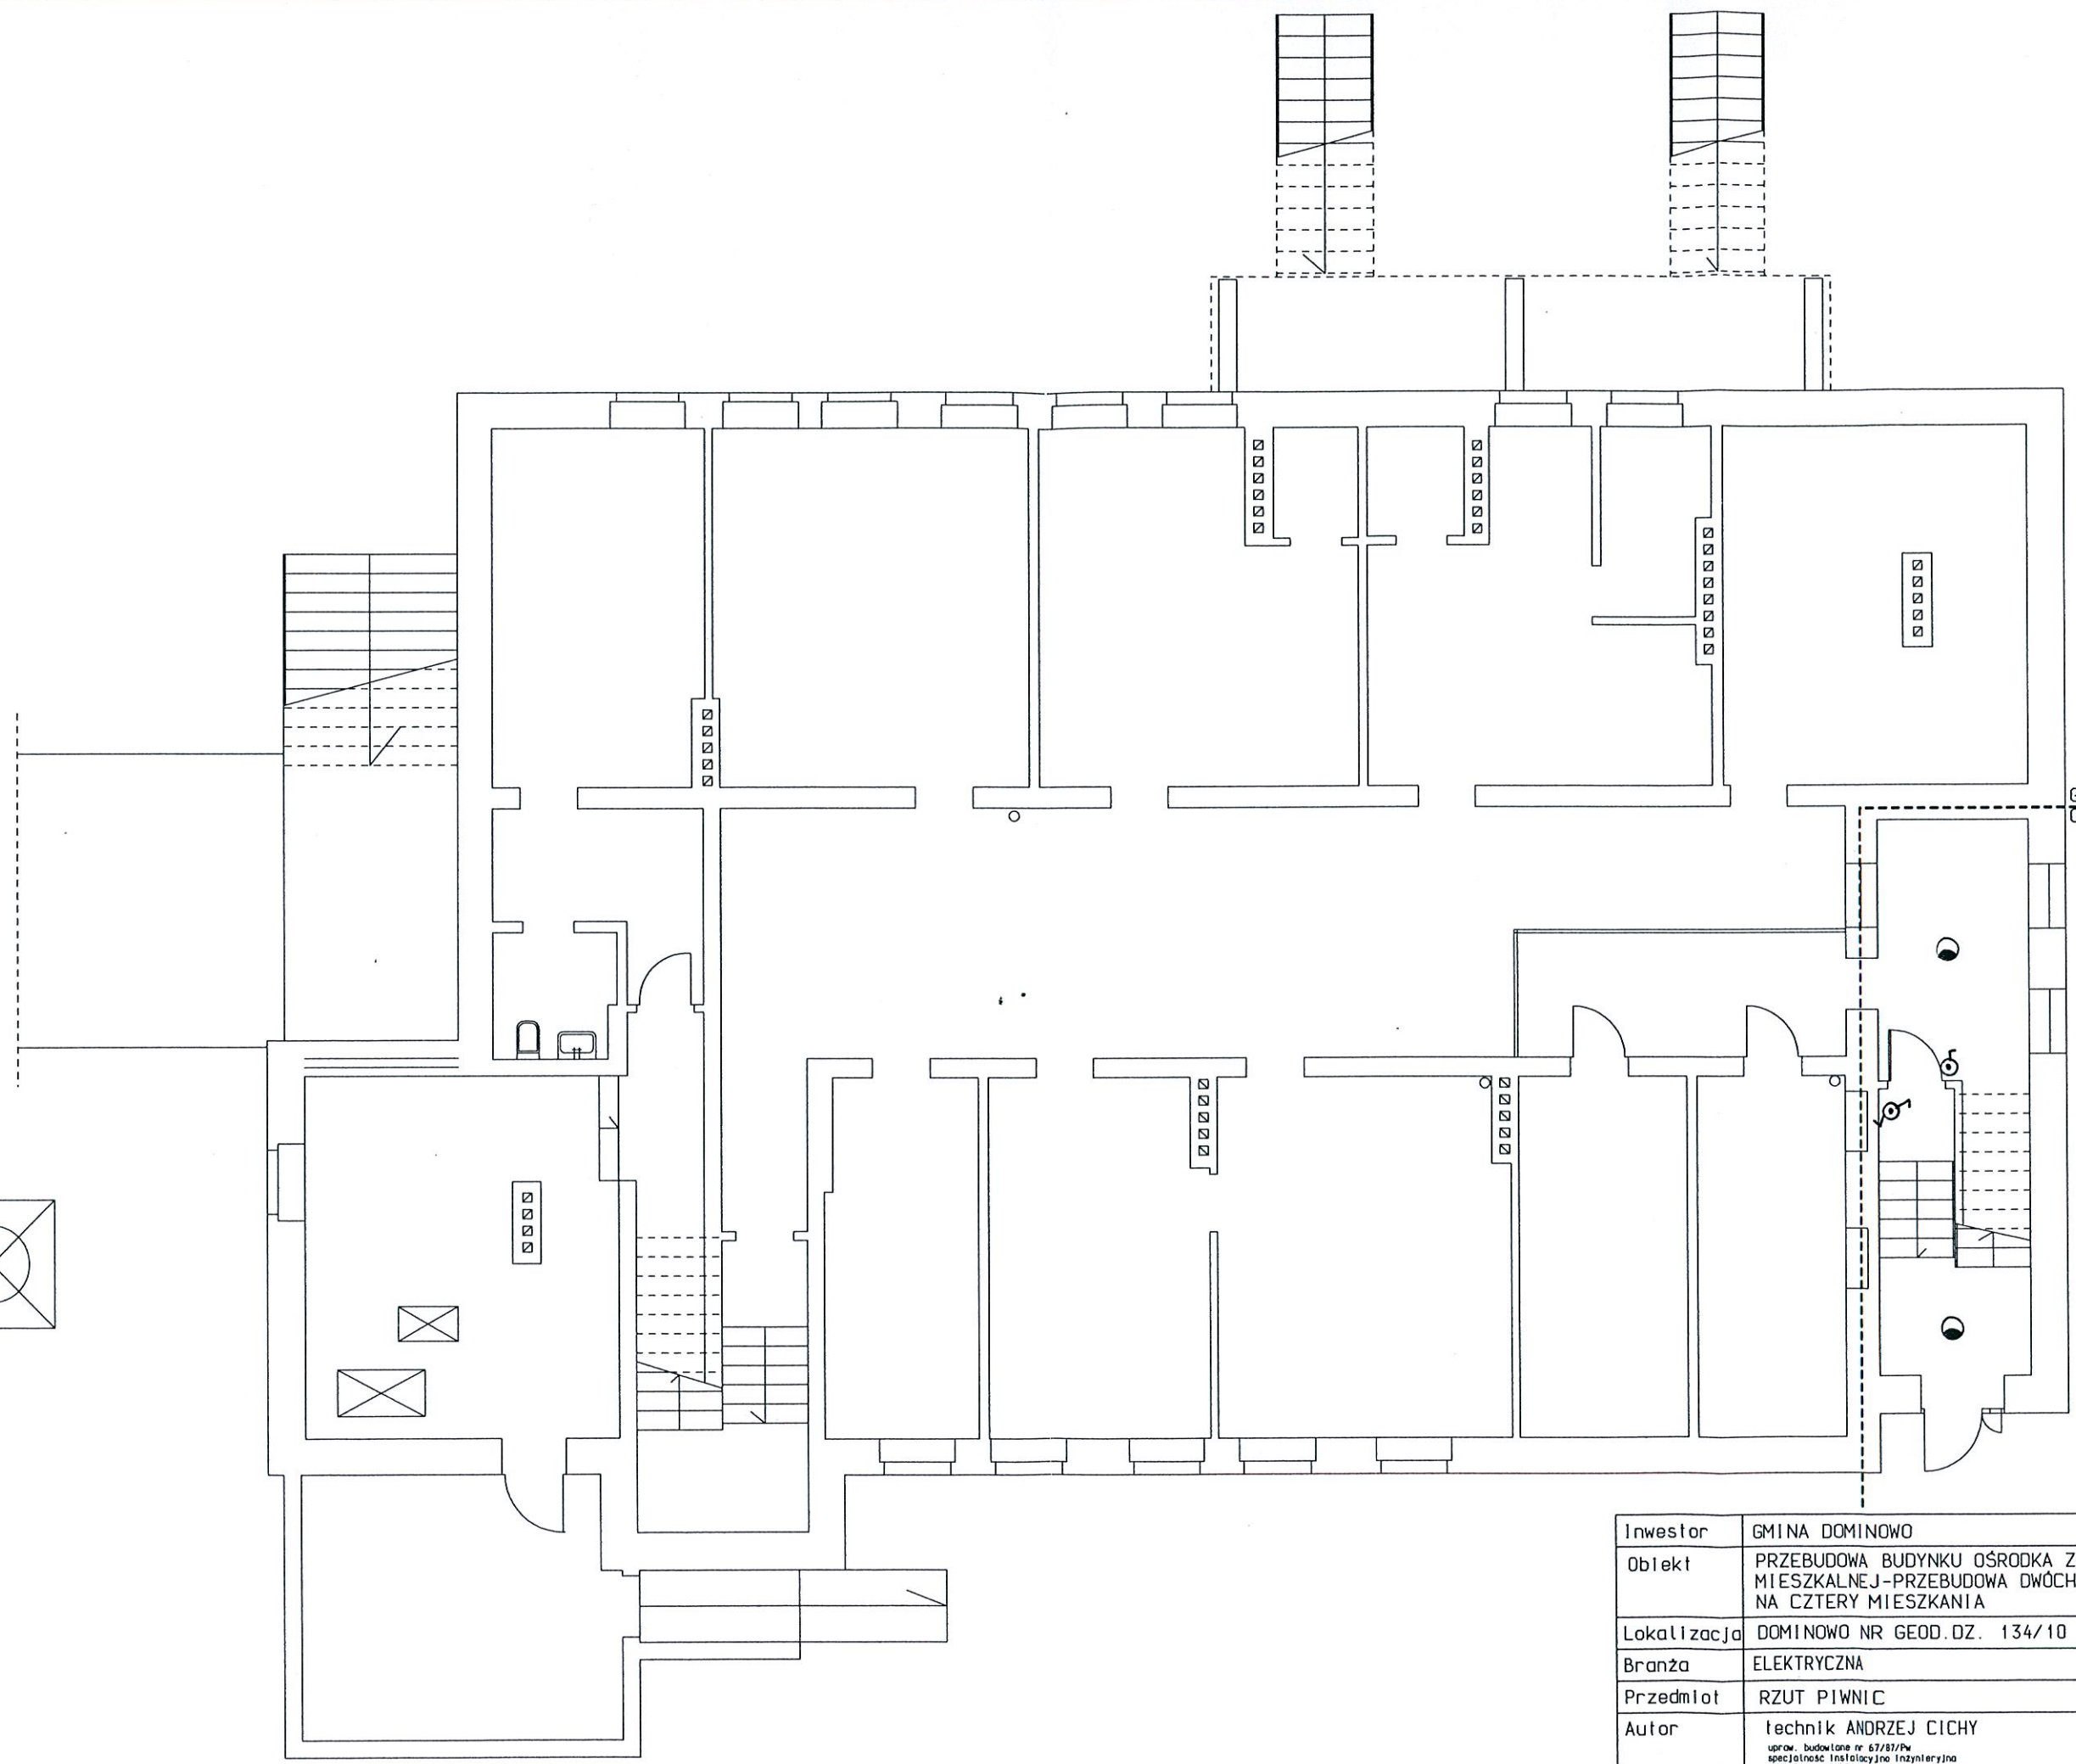 Inwestor GMINA DOMINOWO
Obiekt PRZEBUDOWA BUDYNKU OŚRODKA Z
MIESZKALNEJ-PRZEBUDOWA DWÓCH
NA CZTERY MIESZKANIA
Lokalizacja DOMINOWO NR GEOD.DZ. 134/10
Branża ELEKTRYCZNA
Przedmiot RZUT PIWNIC
Autor technik ANDRZEJ CICHY
upraw. budowlane nr 67/87/Pw
specjalność instalacyjno inżynieryjna